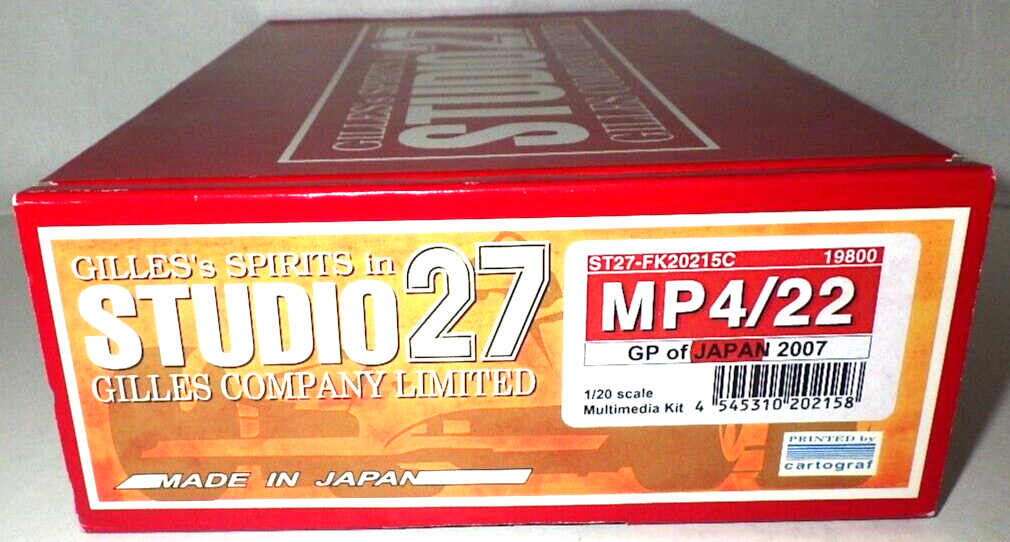 GILLES's SPIRITS in
STUDIO27
GILLES COMPANY LIMITED
GILLES's SPIRITS in
STUDIO27
GILLES COMPANY LIMITED
MADE IN JAPAN
ST27-FK20215C 19800
MP4/22
GP of JAPAN 2007
1/20 scale
Multimedia Kit
4 545310 202158
PRINTED by
cartograf